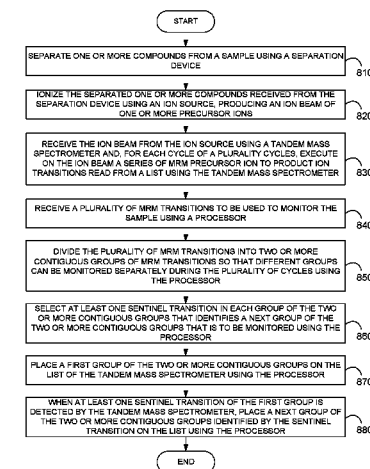 START
SEPARATE ONE OR MORE COMPOUNDS FROM A SAMPLE USING A SEPARATION
DEVICE
810
IONIZE THE SEPARATED ONE OR MORE COMPOUNDS RECEIVED FROM THE
SEPARATION DEVICE USING AN ION SOURCE, PRODUCING AN ION BEAM OF
ONE OR MORE PRECURSOR IONS
820
RECEIVE THE ION BEAM FROM THE ION SOURCE USING A TANDEM MASS
SPECTROMETER AND, FOR EACH CYCLE OF A PLURALITY CYCLES, EXECUTE
ON THE ION BEAM A SERIES OF MRM PRECURSOR ION TO PRODUCT ION
TRANSITIONS READ FROM A LIST USING THE TANDEM MASS SPECTROMETER
830
RECEIVE A PLURALITY OF MRM TRANSITIONS TO BE USED TO MONITOR THE
SAMPLE USING A PROCESSOR
840
DIVIDE THE PLURALITY OF MRM TRANSITIONS INTO TWO OR MORE
CONTIGUOUS GROUPS OF MRM TRANSITIONS SO THAT DIFFERENT GROUPS
CAN BE MONITORED SEPARATELY DURING THE PLURALITY OF CYCLES USING
THE PROCESSOR
850
SELECT AT LEAST ONE SENTINEL TRANSITION IN EACH GROUP OF THE TWO
OR MORE CONTIGUOUS GROUPS THAT IDENTIFIES A NEXT GROUP OF THE
TWO OR MORE CONTIGUOUS GROUPS THAT IS TO BE MONITORED USING THE
PROCESSOR
860
PLACE A FIRST GROUP OF THE TWO OR MORE CONTIGUOUS GROUPS ON THE
LIST OF THE TANDEM MASS SPECTROMETER USING THE PROCESSOR
870
WHEN AT LEAST ONE SENTINEL TRANSITION OF THE FIRST GROUP IS
DETECTED BY THE TANDEM MASS SPECTROMETER, PLACE A NEXT GROUP OF
THE TWO OR MORE CONTIGUOUS GROUPS IDENTIFIED BY THE SENTINEL
TRANSITION ON THE LIST USING THE PROCESSOR
880
END